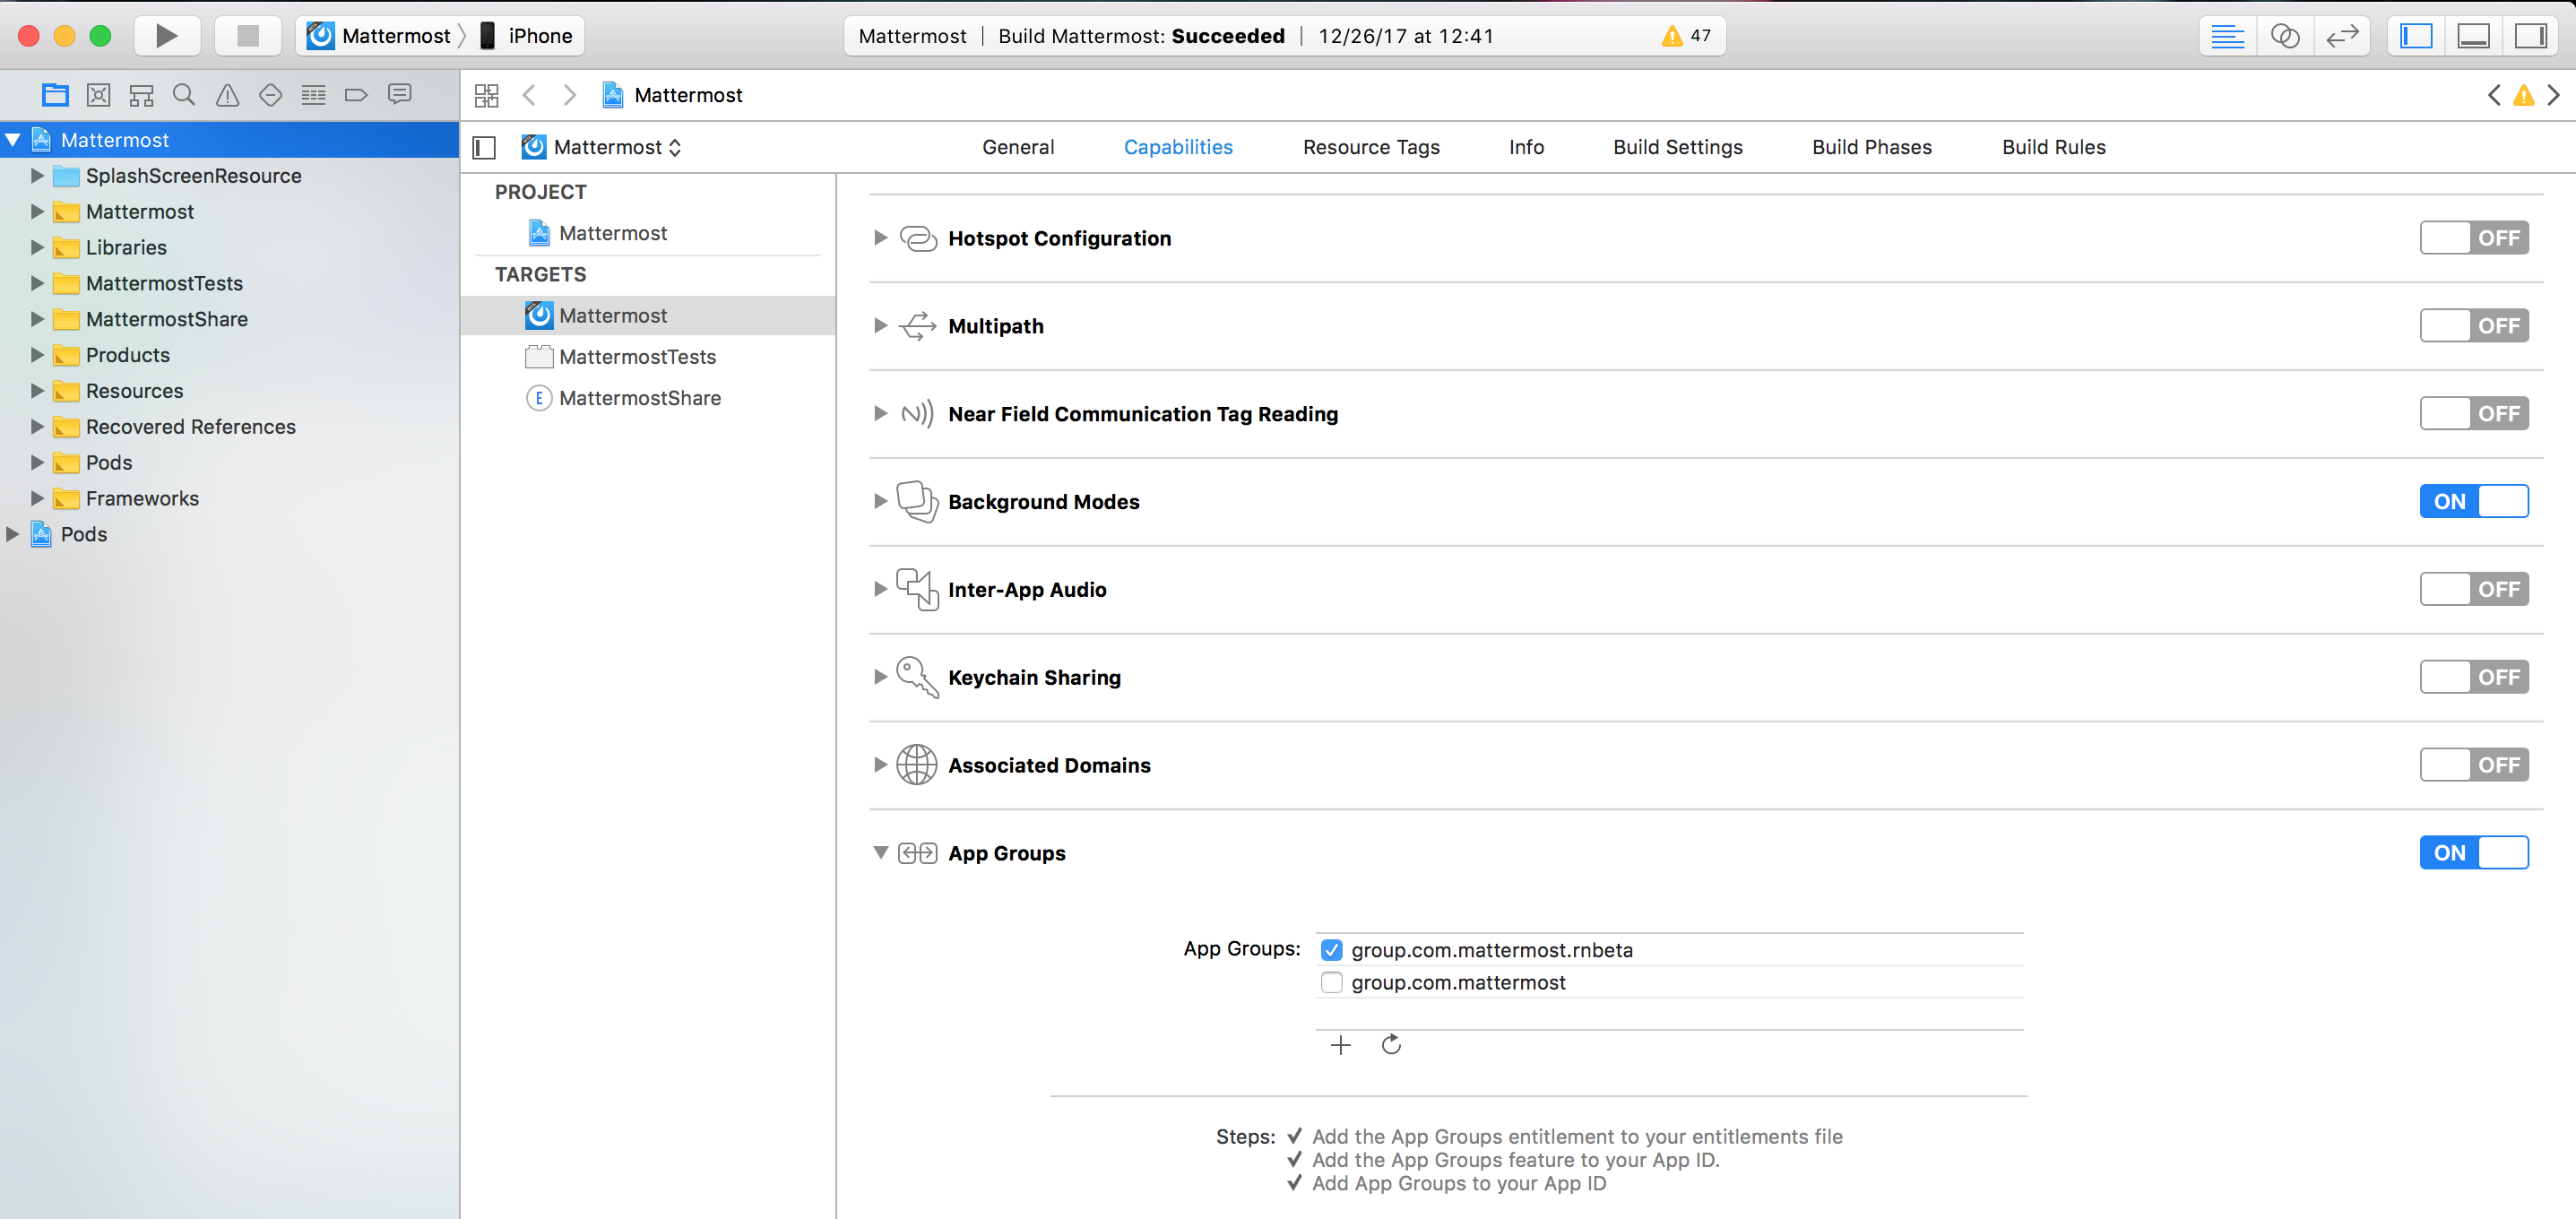 Mattermost iPhone
Mattermost | Build Mattermost: Succeeded | 12/26/17 at 12:41 47
Mattermost
Mattermost
SplashScreenResource
Mattermost
Libraries
MattermostTests
MattermostShare
Products
Resources
Recovered References
Pods
Frameworks
Pods
Mattermost General Capabilities Resource Tags Info Build Settings Build Phases Build Rules
PROJECT
Mattermost
TARGETS
Mattermost
MattermostTests
E MattermostShare
Hotspot Configuration OFF
Multipath OFF
Near Field Communication Tag Reading OFF
Background Modes ON
Inter-App Audio OFF
Keychain Sharing OFF
Associated Domains OFF
App Groups ON
App Groups: group.com.mattermost.rnbeta
group.com.mattermost
Steps: ✓ Add the App Groups entitlement to your entitlements file
✓ Add the App Groups feature to your App ID.
✓ Add App Groups to your App ID